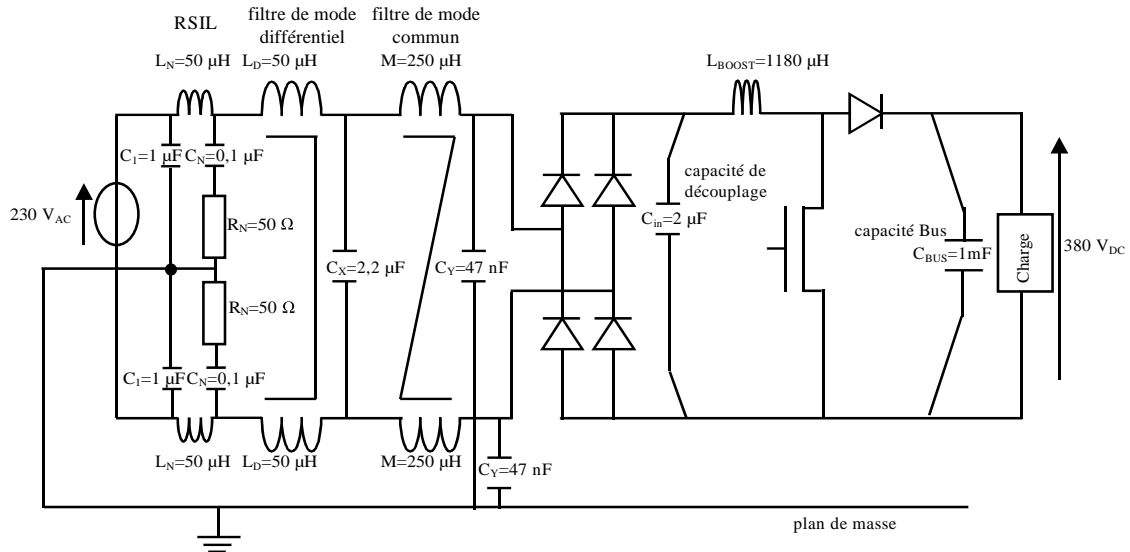 RSIL
filtre de mode
différentiel
filtre de mode
commun
L_N=50 µH
L_D=50 µH
M=250 µH
L_BOOST=1180 µH
C_1=1 µF
C_N=0,1 µF
capacité de
découplage
230 V_AC
R_N=50 Ω
C_in=2 µF
capacité Bus
C_BUS=1mF
Charge
380 V_DC
C_X=2,2 µF
C_Y=47 nF
R_N=50 Ω
C_1=1 µF
C_N=0,1 µF
L_N=50 µH
L_D=50 µH
M=250 µH
C_Y=47 nF
plan de masse